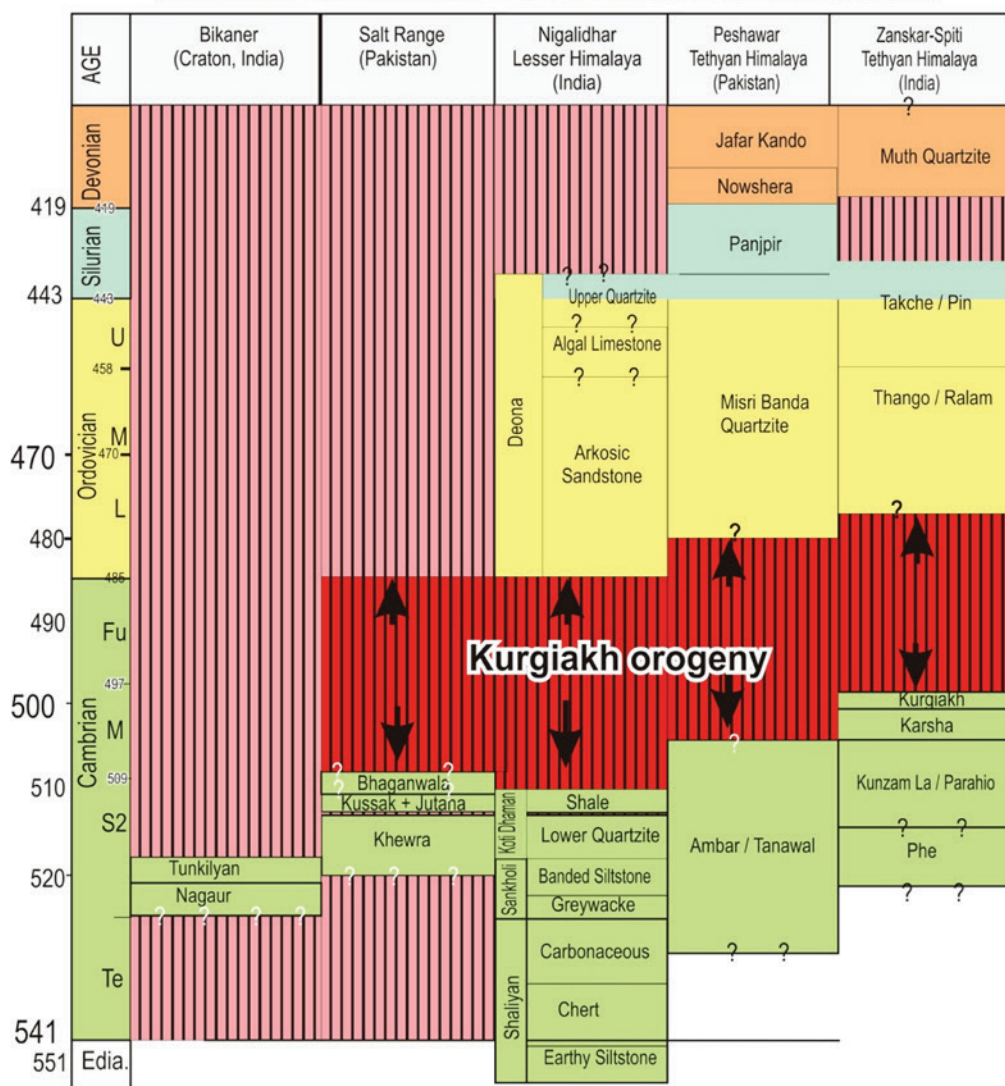 AGE
Bikaner
(Craton, India)
Salt Range
(Pakistan)
Nigalidhar
Lesser Himalaya
(India)
Peshawar
Tethyan Himalaya
(Pakistan)
Zanskar-Spiti
Tethyan Himalaya
(India)
419
443
470
480
490
500
510
520
541
551
Devonian
419
Silurian
443
Ordovician
U
458
M
470
L
485
Cambrian
Fu
497
M
509
S2
Te
Edia.
Tunkilyan
Nagaur
? ? ? ?
? ?
Bhaganwala
? ?
Kussak + Jutana
Khewra
? ? ?
Deona
? ?
Upper Quartzite
? ?
Algal Limestone
? ?
Arkosic
Sandstone
Kurgiakh orogeny
Koti Dhaman
Shale
Lower Quartzite
Sankholi
Banded Siltstone
Greywacke
Shaliyan
Carbonaceous
Chert
Earthy Siltstone
Jafar Kando
Nowshera
Panjpir
Misri Banda
Quartzite
?
?
Ambar / Tanawal
? ?
?
Muth Quartzite
Takche / Pin
Thango / Ralam
?
Kurgiakh
Karsha
Kunzam La / Parahio
? ?
Phe
? ?